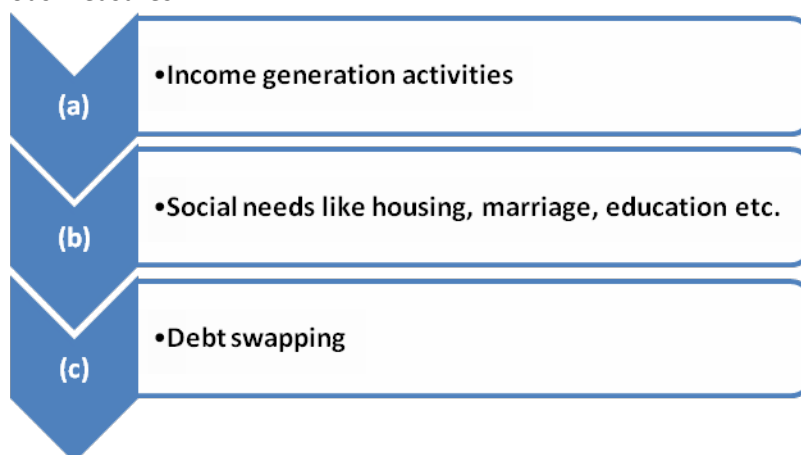 (a)
•Income generation activities
(b)
•Social needs like housing, marriage, education etc.
(c)
•Debt swapping